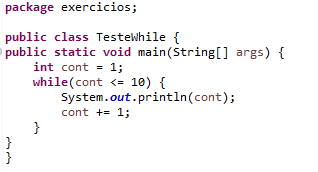 package exercicios;
public class TesteWhile {
public static void main(String[] args) {
int cont = 1;
while(cont <= 10) {
System.out.println(cont);
cont += 1;
}
}
}